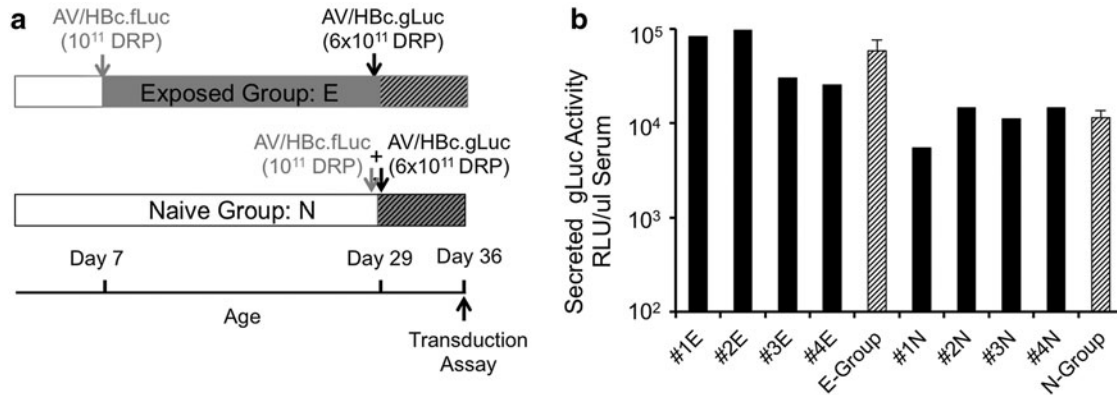 a
AV/HBc.fLuc
(10¹¹ DRP)
AV/HBc.gLuc
(6x10¹¹ DRP)
Exposed Group: E
AV/HBc.fLuc
(10¹¹ DRP)
+
AV/HBc.gLuc
(6x10¹¹ DRP)
Naive Group: N
Day 7
Day 29
Day 36
Age
Transduction
Assay
b
Secreted gLuc Activity
RLU/ul Serum
10⁵
10⁴
10³
10²
#1E
#2E
#3E
#4E
E-Group
#1N
#2N
#3N
#4N
N-Group